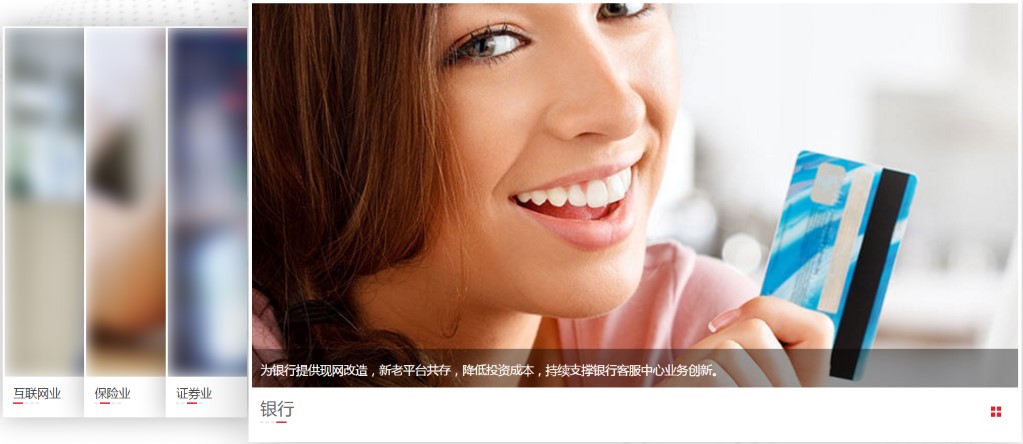 互联网业
保险业
证券业
为银行提供现网改造，新老平台共存，降低投资成本，持续支撑银行客服中心业务创新。
银行